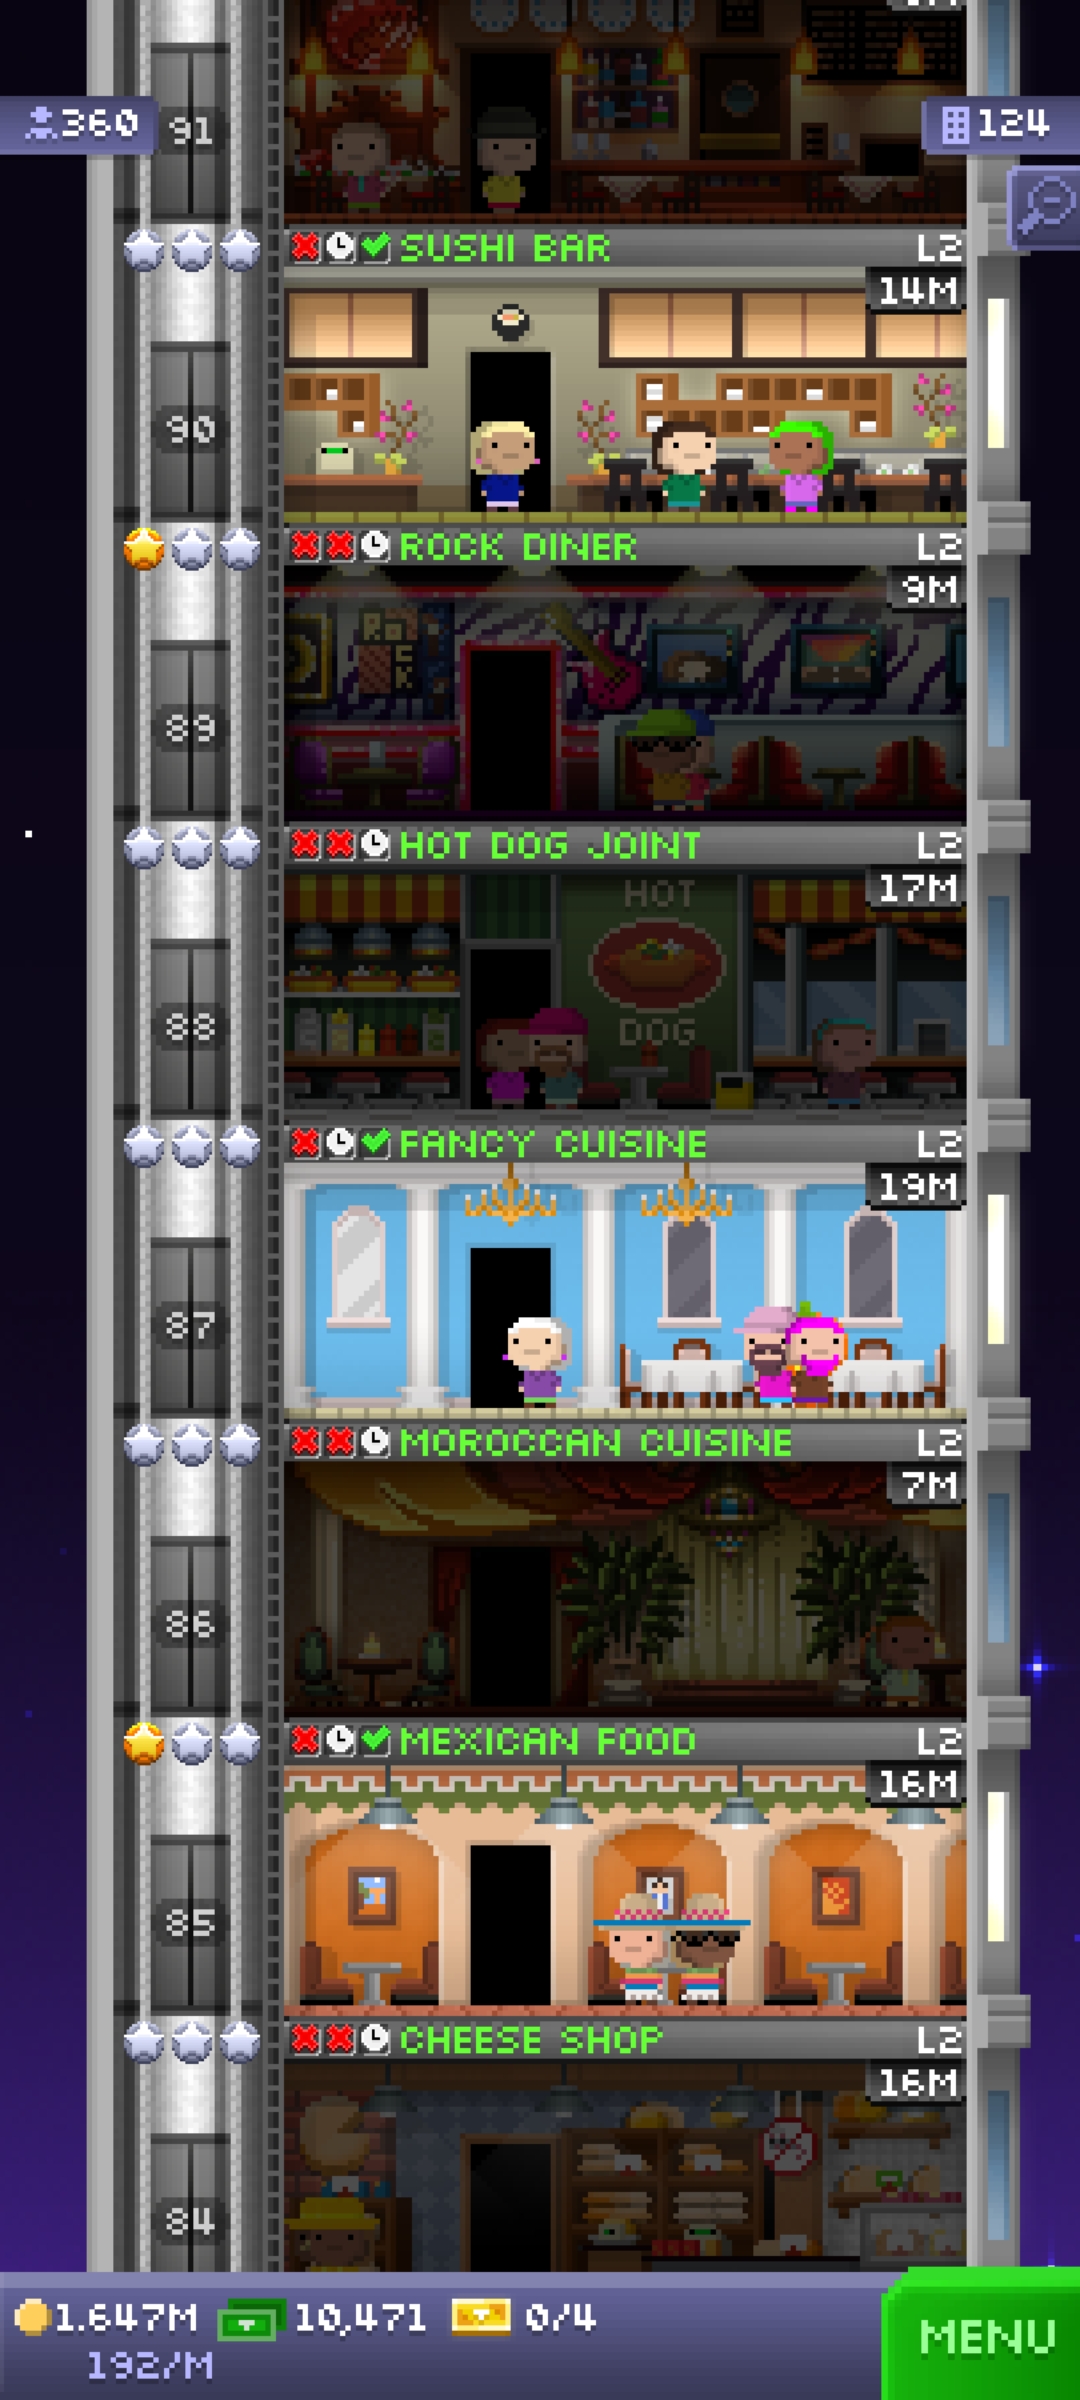 360
91
124
SUSHI BAR L2
14M
90
ROCK DINER L2
9M
ROCK
89
HOT DOG JOINT L2
17M
HOT
DOG
88
FANCY CUISINE L2
19M
87
MOROCCAN CUISINE L2
7M
86
MEXICAN FOOD L2
16M
85
CHEESE SHOP L2
16M
84
1.647M 10,471 0/4
192/M
MENU